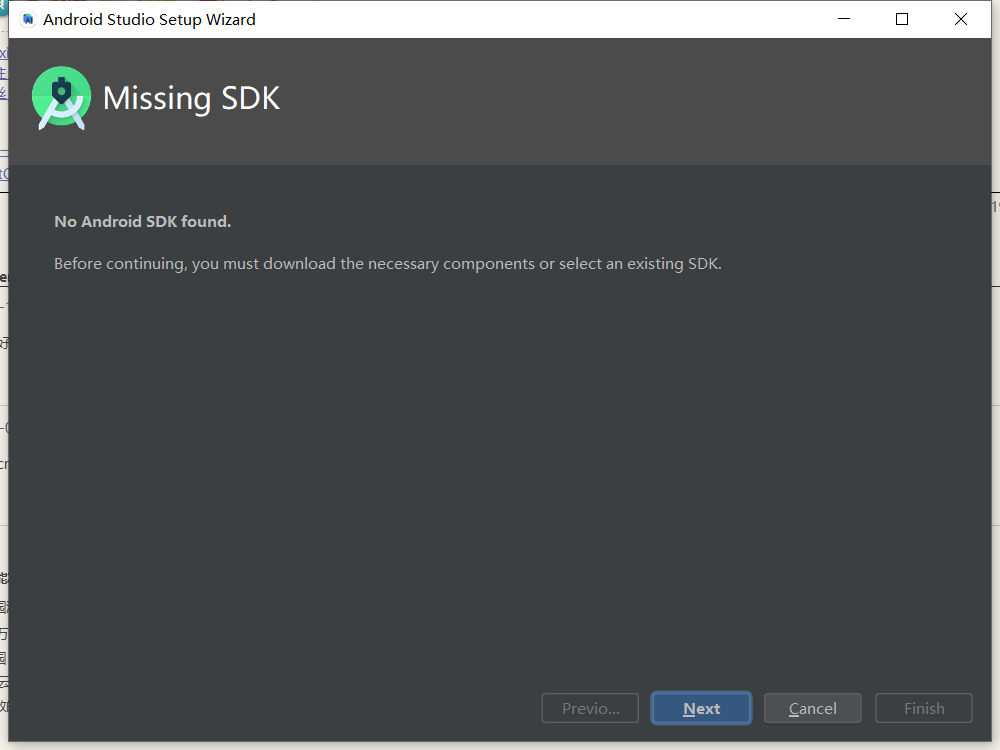 Android Studio Setup Wizard
Missing SDK
No Android SDK found.
Before continuing, you must download the necessary components or select an existing SDK.
Previo...
Next
Cancel
Finish